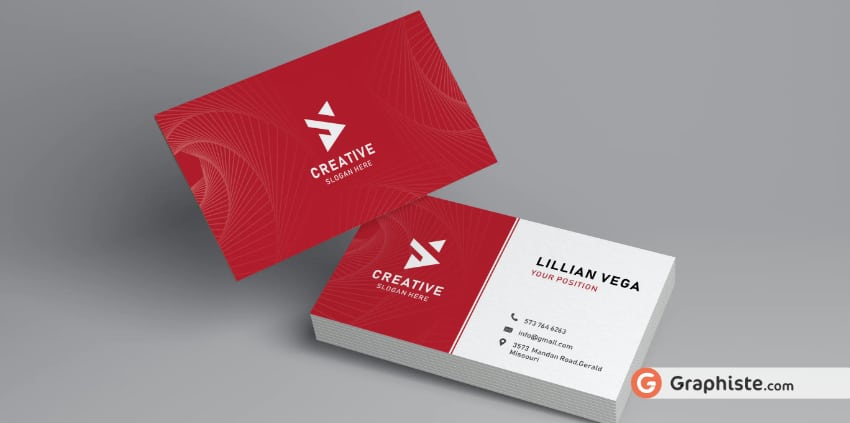 CREATIVE
SLOGAN HERE
CREATIVE
SLOGAN HERE
LILLIAN VEGA
YOUR POSITION
573 764 6263
info@gmail.com
3573 Mandan Road,Gerald
Missouri
Graphiste.com